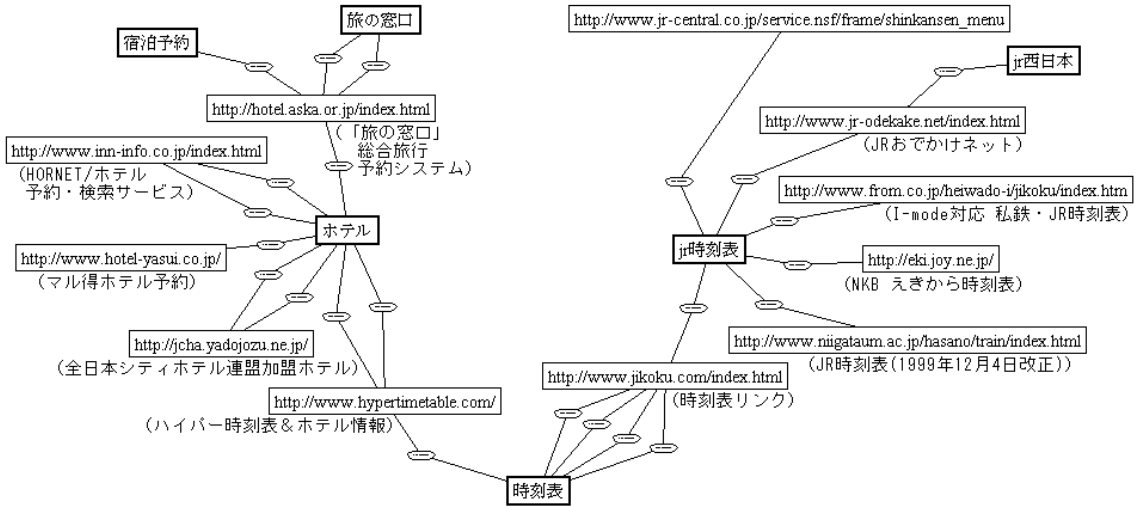 旅の窓口
http://www.jr-central.co.jp/service.nsf/frame/shinkansen_menu
宿泊予約
jr西日本
http://hotel.aska.or.jp/index.html
(「旅の窓口」
総合旅行
予約システム)
http://www.jr-odekake.net/index.html
(JRおでかけネット)
http://www.inn-info.co.jp/index.html
(HORNET/ホテル
予約・検索サービス)
http://www.from.co.jp/heiwado-i/jikoku/index.htm
(I-mode対応 私鉄・JR時刻表)
ホテル
jr時刻表
http://www.hotel-yasui.co.jp/
(マル得ホテル予約)
http://eki.joy.ne.jp/
(NKB えきから時刻表)
http://jcha.yadojozu.ne.jp/
(全日本シティホテル連盟加盟ホテル)
http://www.niigataum.ac.jp/hasano/train/index.html
(JR時刻表(1999年12月4日改正))
http://www.jikoku.com/index.html
(時刻表リンク)
http://www.hypertimetable.com/
(ハイパー時刻表&ホテル情報)
時刻表